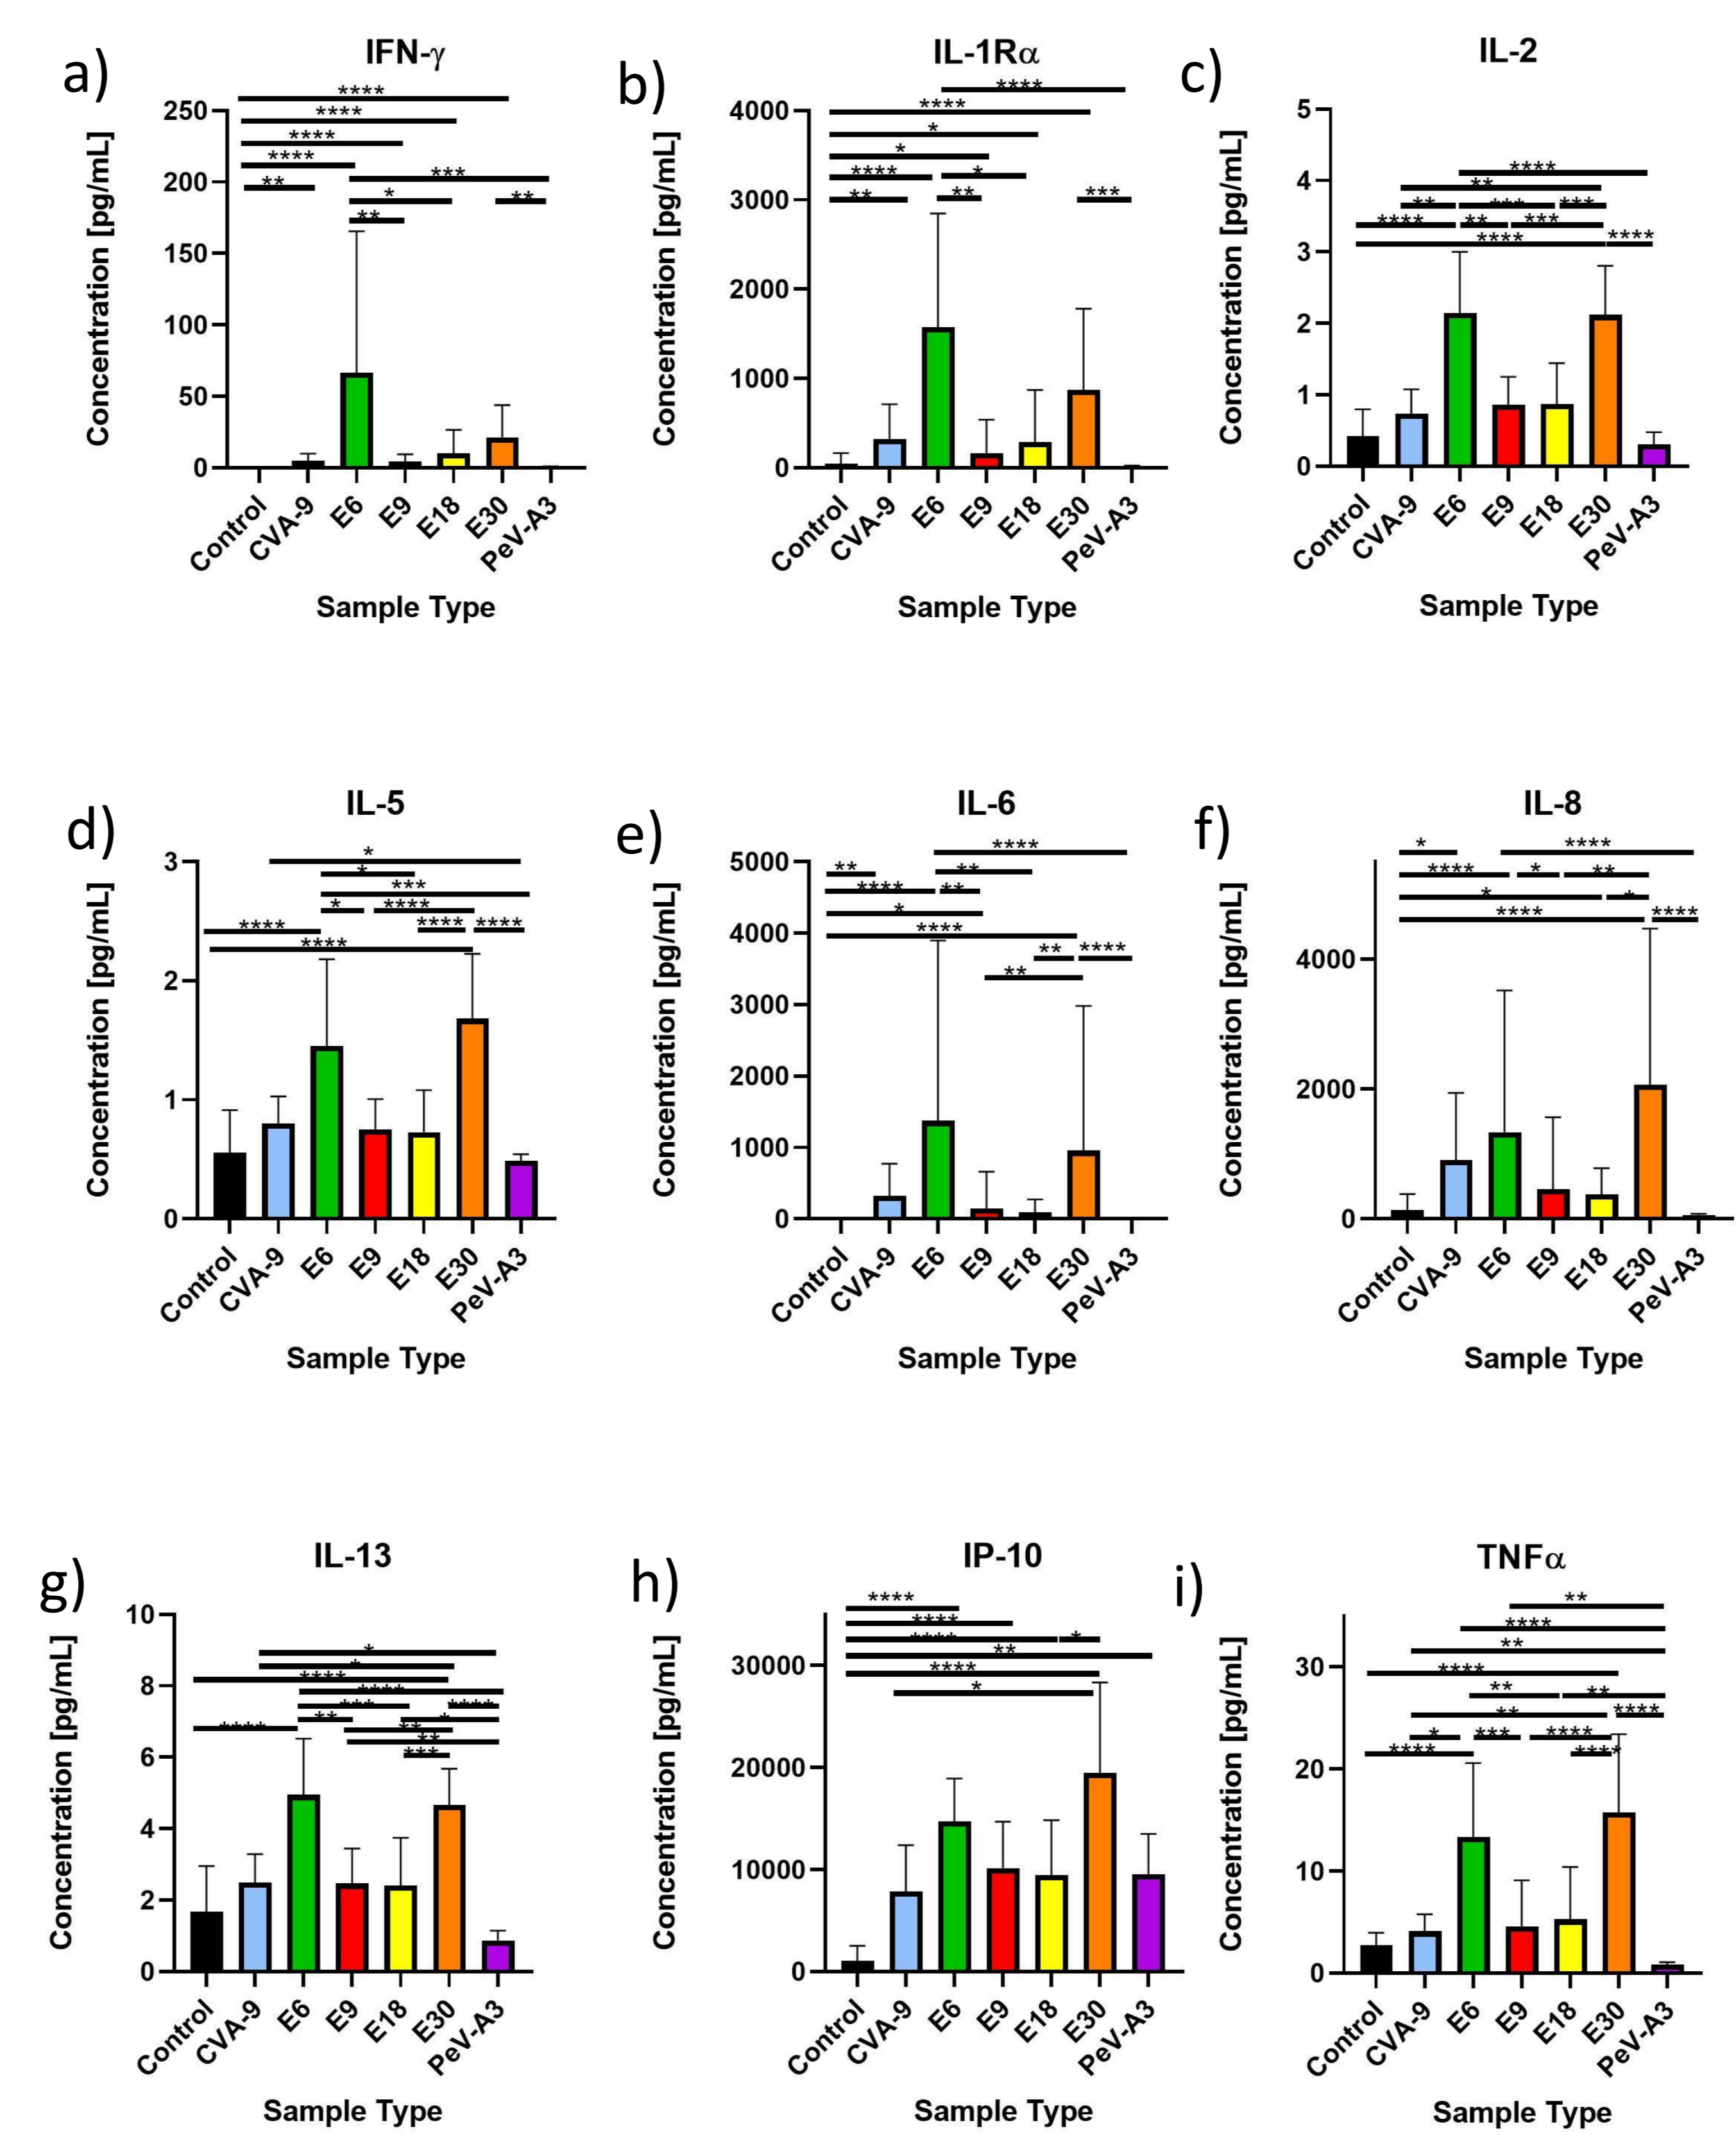 a)
IFN-γ
Concentration [pg/mL]
250
200
150
100
50
0
****
****
****
****
**
***
*
**
**
Control
CVA-9
E6
E9
E18
E30
PeV-A3
Sample Type
b)
IL-1Rα
Concentration [pg/mL]
4000
3000
2000
1000
0
****
****
*
*
****
*
**
**
***
Control
CVA-9
E6
E9
E18
E30
PeV-A3
Sample Type
c)
IL-2
Concentration [pg/mL]
5
4
3
2
1
0
****
**
**
***
***
****
**
***
****
****
Control
CVA-9
E6
E9
E18
E30
PeV-A3
Sample Type
d)
IL-5
Concentration [pg/mL]
3
2
1
0
*
*
***
*
****
****
****
****
****
Control
CVA-9
E6
E9
E18
E30
PeV-A3
Sample Type
e)
IL-6
Concentration [pg/mL]
5000
4000
3000
2000
1000
0
****
**
**
****
**
*
****
**
****
**
Control
CVA-9
E6
E9
E18
E30
PeV-A3
Sample Type
f)
IL-8
Concentration [pg/mL]
4000
2000
0
*
****
****
*
**
*
*
****
****
Control
CVA-9
E6
E9
E18
E30
PeV-A3
Sample Type
g)
IL-13
Concentration [pg/mL]
10
8
6
4
2
0
*
*
****
****
***
****
**
*
****
**
**
***
Control
CVA-9
E6
E9
E18
E30
PeV-A3
Sample Type
h)
IP-10
Concentration [pg/mL]
30000
20000
10000
0
****
****
****
*
**
****
*
Control
CVA-9
E6
E9
E18
E30
PeV-A3
Sample Type
i)
TNFα
Concentration [pg/mL]
30
20
10
0
**
****
**
****
**
**
**
****
*
***
****
****
****
Control
CVA-9
E6
E9
E18
E30
PeV-A3
Sample Type